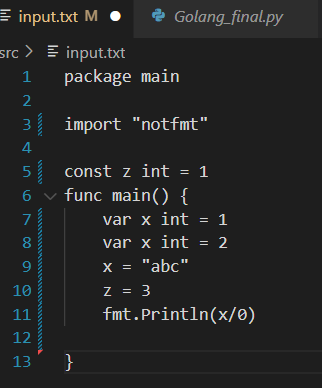 input.txt M Golang_final.py
src > input.txt
1 package main
2
3 import "notfmt"
4
5 const z int = 1
6 func main() {
7 var x int = 1
8 var x int = 2
9 x = "abc"
10 z = 3
11 fmt.Println(x/0)
12
13 }